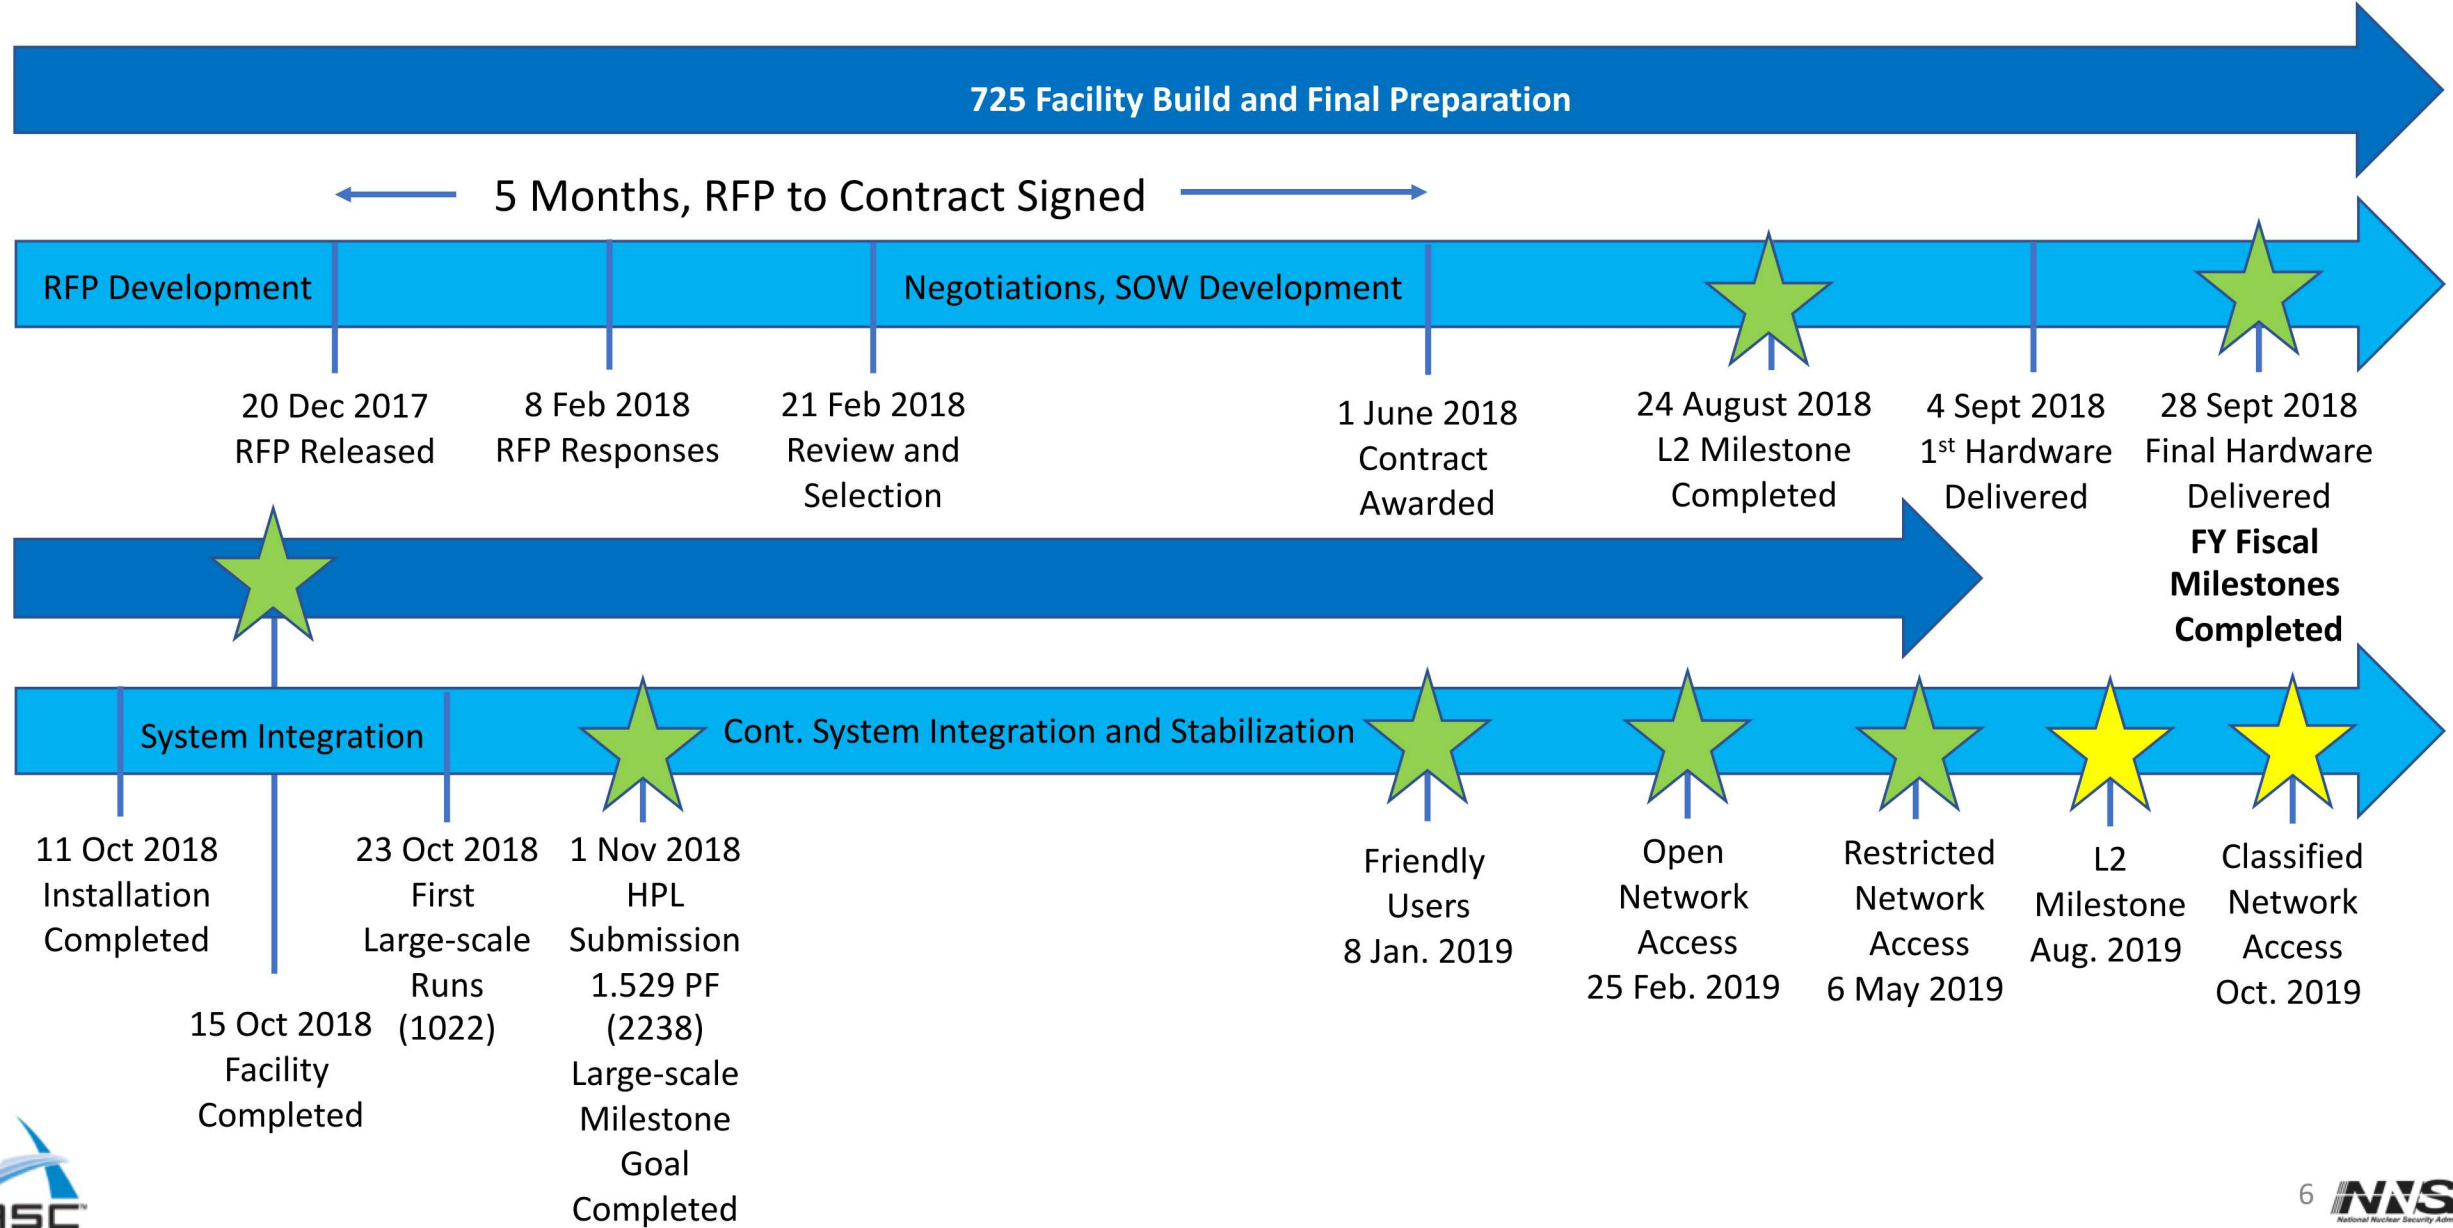 725 Facility Build and Final Preparation
5 Months, RFP to Contract Signed
RFP Development
Negotiations, SOW Development
20 Dec 2017
RFP Released
8 Feb 2018
RFP Responses
21 Feb 2018
Review and
Selection
1 June 2018
Contract
Awarded
24 August 2018
L2 Milestone
Completed
4 Sept 2018
1st Hardware
Delivered
28 Sept 2018
Final Hardware
Delivered
FY Fiscal
Milestones
Completed
System Integration
Cont. System Integration and Stabilization
11 Oct 2018
Installation
Completed
15 Oct 2018
Facility
Completed
23 Oct 2018
First
Large-scale
Runs
(1022)
1 Nov 2018
HPL
Submission
1.529 PF
(2238)
Large-scale
Milestone
Goal
Completed
Friendly
Users
8 Jan. 2019
Open
Network
Access
25 Feb. 2019
Restricted
Network
Access
6 May 2019
L2
Milestone
Aug. 2019
Classified
Network
Access
Oct. 2019
6
National Nuclear Security